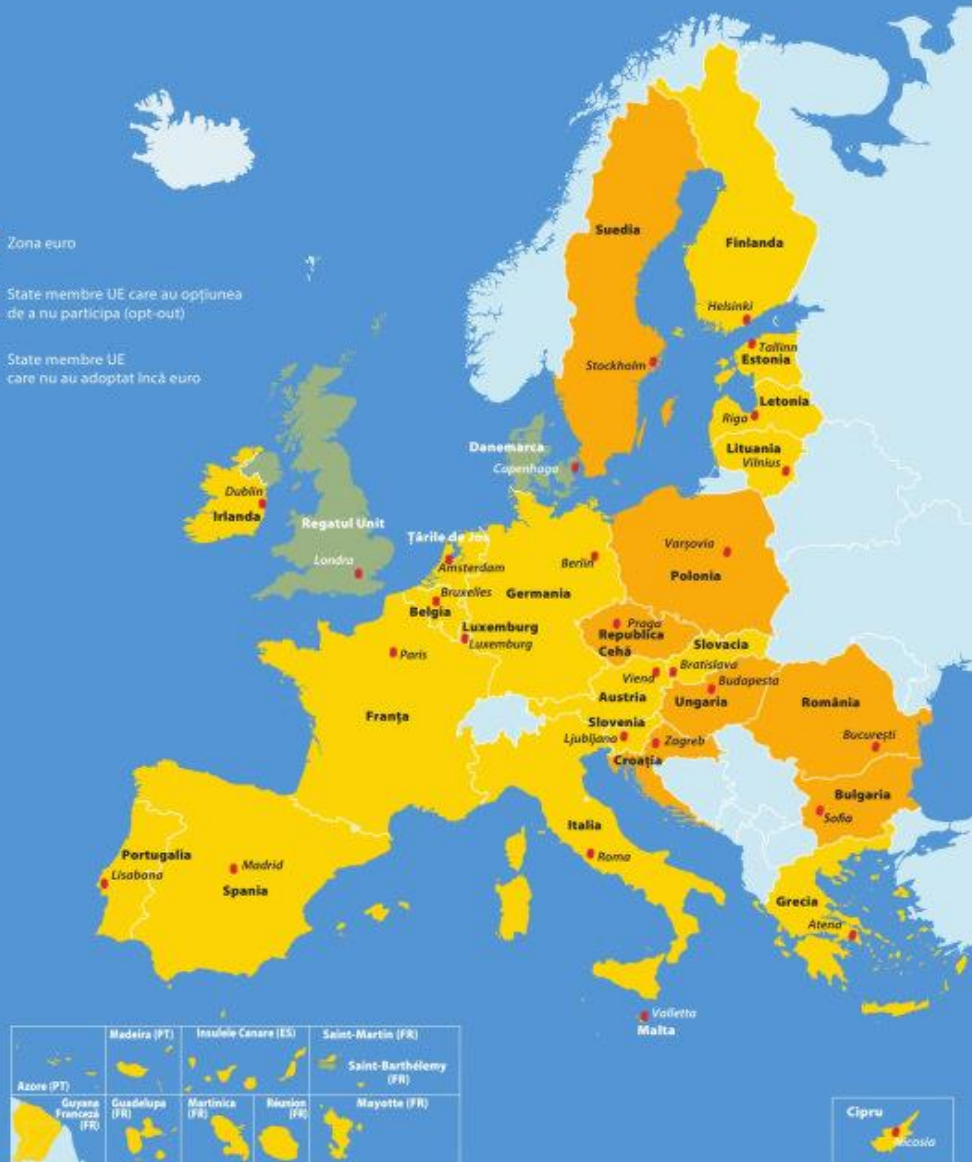 Zona euro
State membre UE care au opțiunea
de a nu participa (opt-out)
State membre UE
care nu au adoptat încă euro
Suedia
Finlanda
Helsinki
Tallinn
Estonia
Stockholm
Letonia
Riga
Lituania
Vilnius
Danemarca
Copenhaga
Dublin
Irlanda
Regatul Unit
Londra
Țările de Jos
Amsterdam
Berlin
Varșovia
Polonia
Bruxelles
Belgia
Germania
Luxemburg
Luxemburg
Praga
Republica
Cehă
Slovacia
Paris
Viena
Bratislava
Budapesta
Austria
Ungaria
România
Franța
Slovenia
Ljubljana
Zagreb
București
Croația
Bulgaria
Sofia
Italia
Roma
Portugalia
Lisabona
Madrid
Spania
Grecia
Atena
Valletta
Malta
Azore (PT)
Madeira (PT)
Insulele Canare (ES)
Saint-Martin (FR)
Saint-Barthélemy
(FR)
Guyana
Franceză
(FR)
Guadelupa
(FR)
Martinica
(FR)
Réunion
(FR)
Mayotte (FR)
Cipru
Nicosia